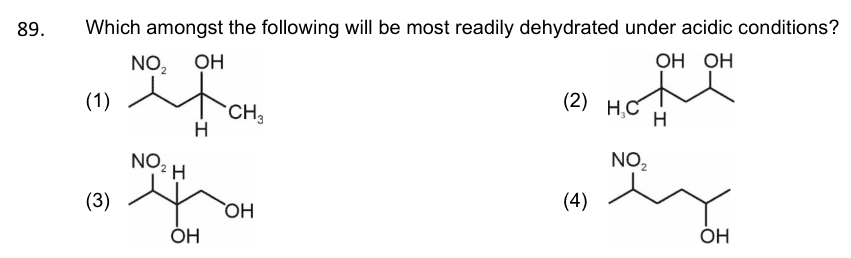 89. Which amongst the following will be most readily dehydrated under acidic conditions?
NO₂ OH
(1) CH₃
H
OH OH
(2) H₃C
H
NO₂ H
(3) OH
OH
NO₂
(4)
OH